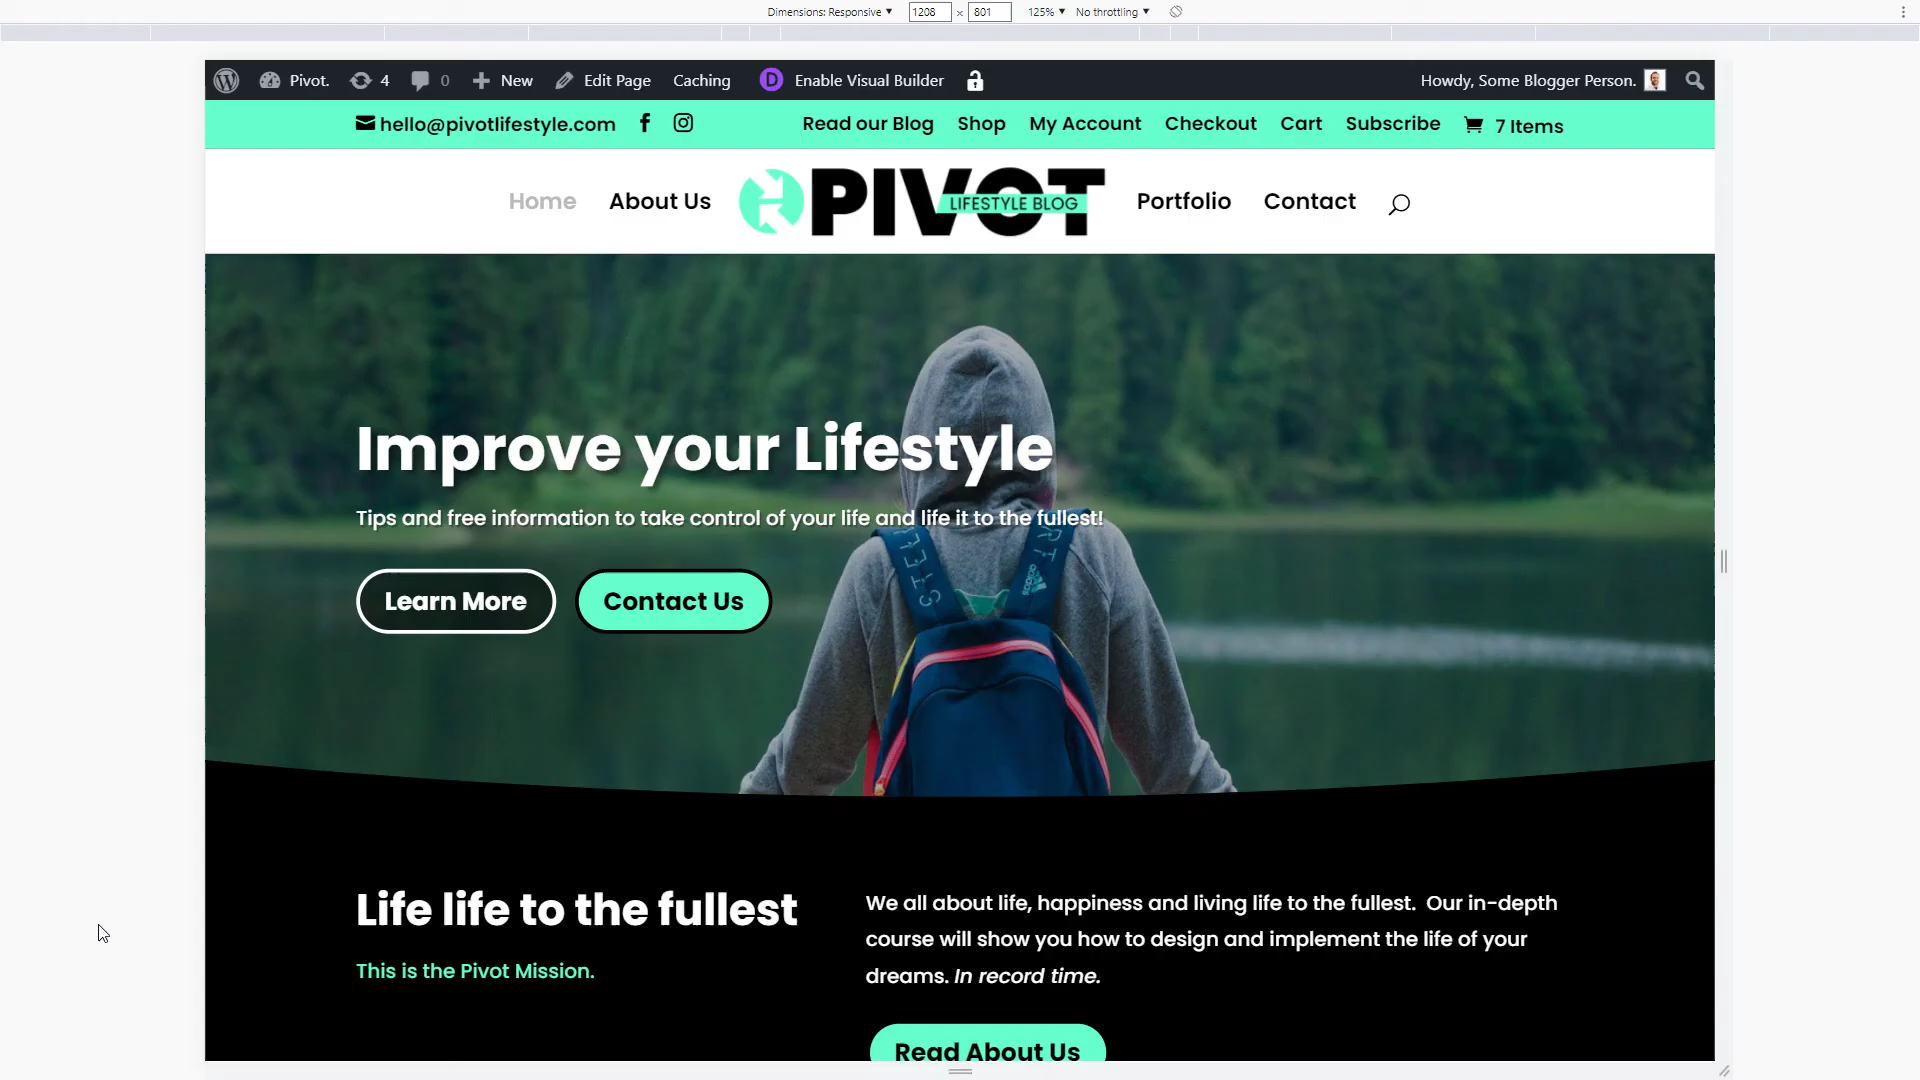 Dimensions: Responsive 1208 x 801 125% No throttling
Pivot. 4 0 New Edit Page Caching D Enable Visual Builder Howdy, Some Blogger Person.
hello@pivotlifestyle.com Read our Blog Shop My Account Checkout Cart Subscribe 7 Items
Home About Us PIVOT LIFESTYLE BLOG Portfolio Contact
Improve your Lifestyle
Tips and free information to take control of your life and life it to the fullest!
Learn More Contact Us
adidas
Life life to the fullest
This is the Pivot Mission.
We all about life, happiness and living life to the fullest. Our in-depth
course will show you how to design and implement the life of your
dreams. In record time.
Read About Us